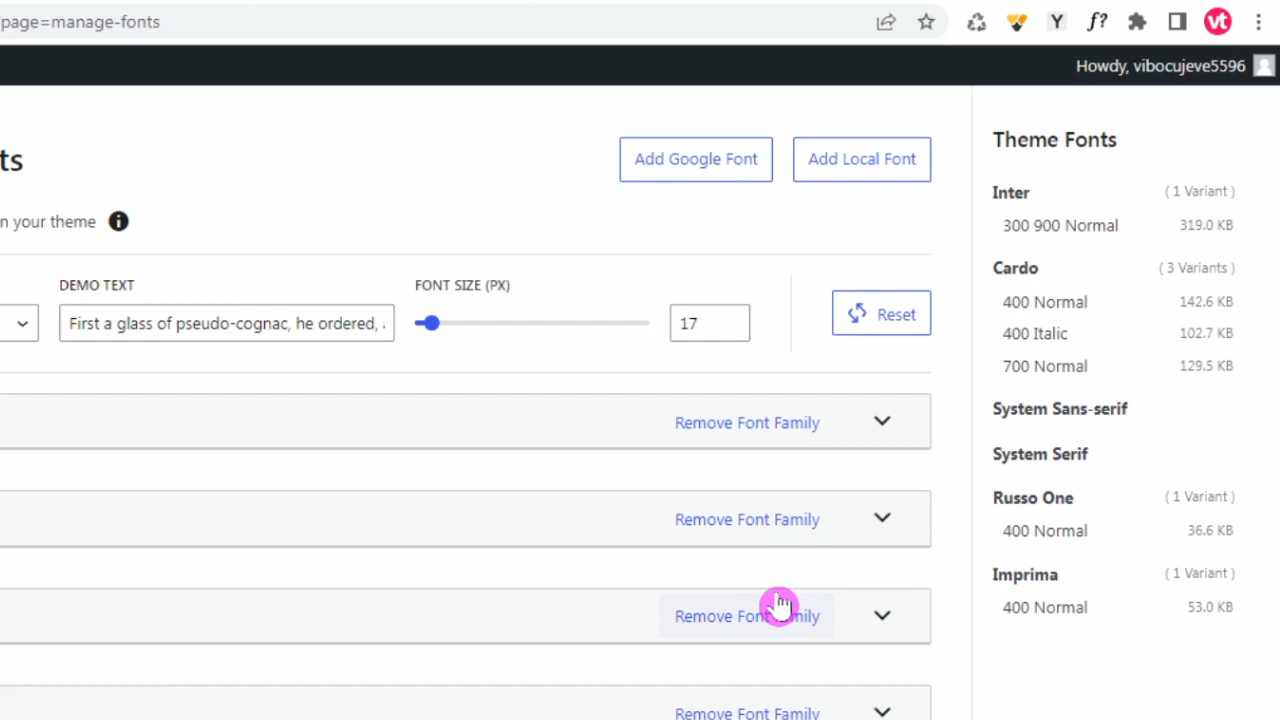 page=manage-fonts
Y f? vt
Howdy, vibocujeve5596
ts
Add Google Font
Add Local Font
n your theme
DEMO TEXT
First a glass of pseudo-cognac, he ordered,
FONT SIZE (PX)
17
Reset
Remove Font Family
Remove Font Family
Remove Font Family
Remove Font Family
Theme Fonts
Inter ( 1 Variant )
300 900 Normal 319.0 KB
Cardo ( 3 Variants )
400 Normal 142.6 KB
400 Italic 102.7 KB
700 Normal 129.5 KB
System Sans-serif
System Serif
Russo One ( 1 Variant )
400 Normal 36.6 KB
Imprima ( 1 Variant )
400 Normal 53.0 KB